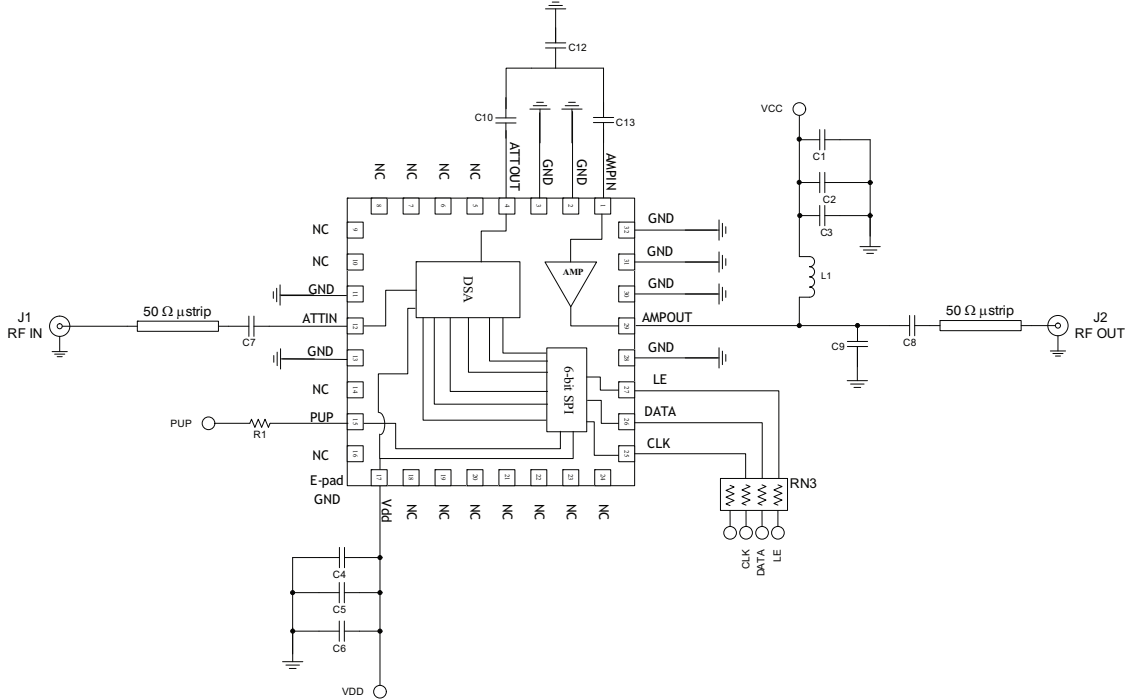 C12
C10
C13
VCC
C1
C2
C3
L1
NC
NC
NC
NC
ATTOUT
GND
GND
AMPIN
8
7
6
5
4
3
2
1
NC
9
32
GND
NC
10
31
GND
GND
11
30
GND
DSA
AMP
J1
RF IN
50 Ω µstrip
C7
ATTIN
12
29
AMPOUT
C9
C8
50 Ω µstrip
J2
RF OUT
GND
13
28
GND
NC
14
27
LE
6-bit SPI
PUP
R1
PUP
15
26
DATA
NC
16
25
CLK
E-pad
GND
17
18
19
20
21
22
23
24
Vdd
NC
NC
NC
NC
NC
NC
NC
RN3
CLK
DATA
LE
C4
C5
C6
VDD